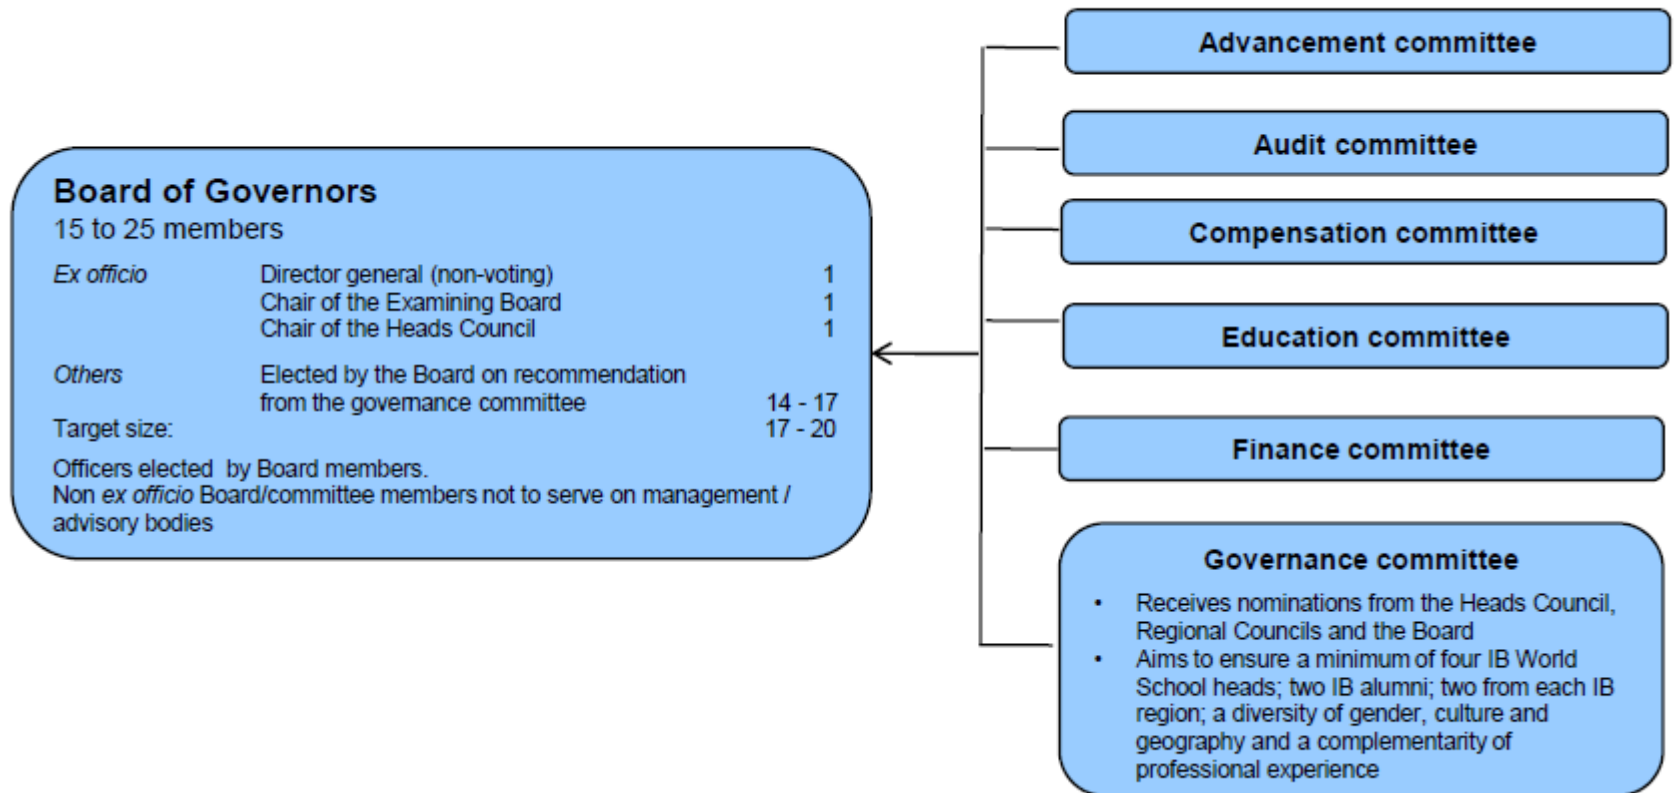 Board of Governors
15 to 25 members
Ex officio Director general (non-voting) 1
Chair of the Examining Board 1
Chair of the Heads Council 1
Others Elected by the Board on recommendation
from the governance committee 14 - 17
Target size: 17 - 20
Officers elected by Board members.
Non ex officio Board/committee members not to serve on management /
advisory bodies
Advancement committee
Audit committee
Compensation committee
Education committee
Finance committee
Governance committee
• Receives nominations from the Heads Council,
Regional Councils and the Board
• Aims to ensure a minimum of four IB World
School heads; two IB alumni; two from each IB
region; a diversity of gender, culture and
geography and a complementarity of
professional experience